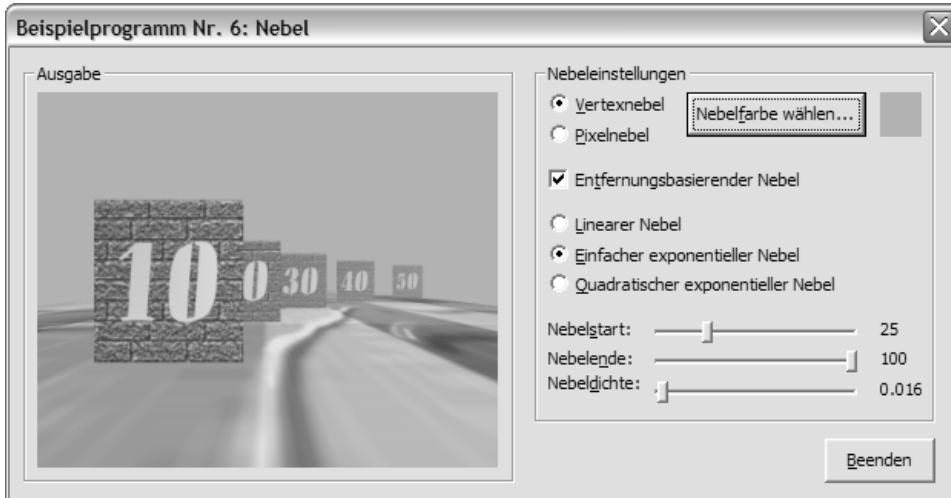 Beispielprogramm Nr. 6: Nebel
Ausgabe
10
0
30
40
50
Nebeleinstellungen
Vertexnebel
Nebelfarbe wählen...
Pixelnebel
Entfernungsbasierender Nebel
Linearer Nebel
Einfacher exponentieller Nebel
Quadratischer exponentieller Nebel
Nebelstart: 25
Nebelende: 100
Nebeldichte: 0.016
Beenden